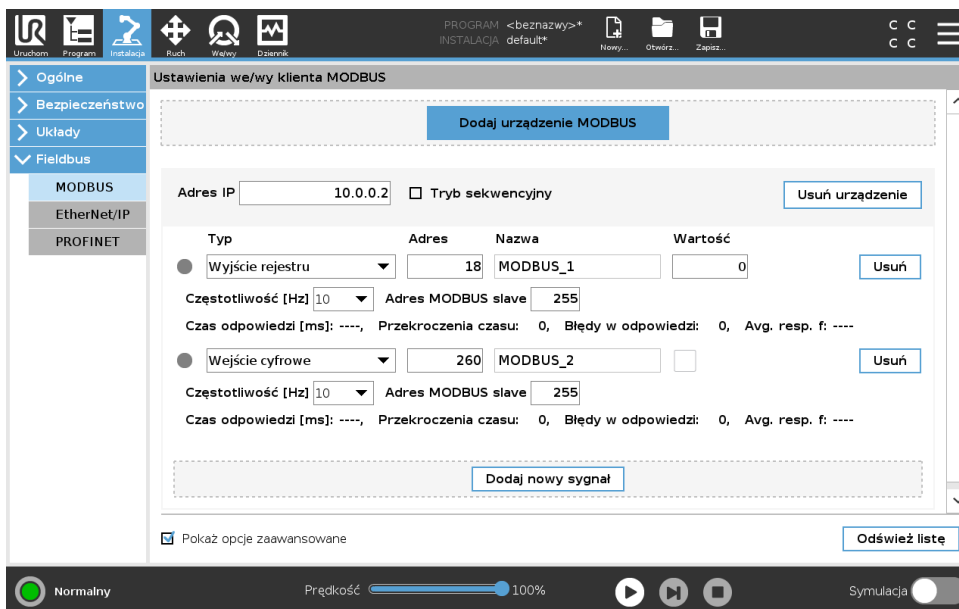 PROGRAM <beznazwy>*
INSTALACJA default*
UR
Uruchom Program Instalacja Ruch We/wy Dziennik Nowy... Otwórz... Zapisz...
C C
C C
Ogólne
Bezpieczeństwo
Układy
Fieldbus
MODBUS
EtherNet/IP
PROFINET
Ustawienia we/wy klienta MODBUS
Dodaj urządzenie MODBUS
Adres IP 10.0.0.2 Tryb sekwencyjny Usuń urządzenie
Typ Adres Nazwa Wartość
Wyjście rejestru 18 MODBUS_1 0 Usuń
Częstotliwość [Hz] 10 Adres MODBUS slave 255
Czas odpowiedzi [ms]: ----, Przekroczenia czasu: 0, Błędy w odpowiedzi: 0, Avg. resp. f: ----
Wejście cyfrowe 260 MODBUS_2 Usuń
Częstotliwość [Hz] 10 Adres MODBUS slave 255
Czas odpowiedzi [ms]: ----, Przekroczenia czasu: 0, Błędy w odpowiedzi: 0, Avg. resp. f: ----
Dodaj nowy sygnał
Pokaż opcje zaawansowane Odśwież listę
Normalny Prędkość 100% Symulacja